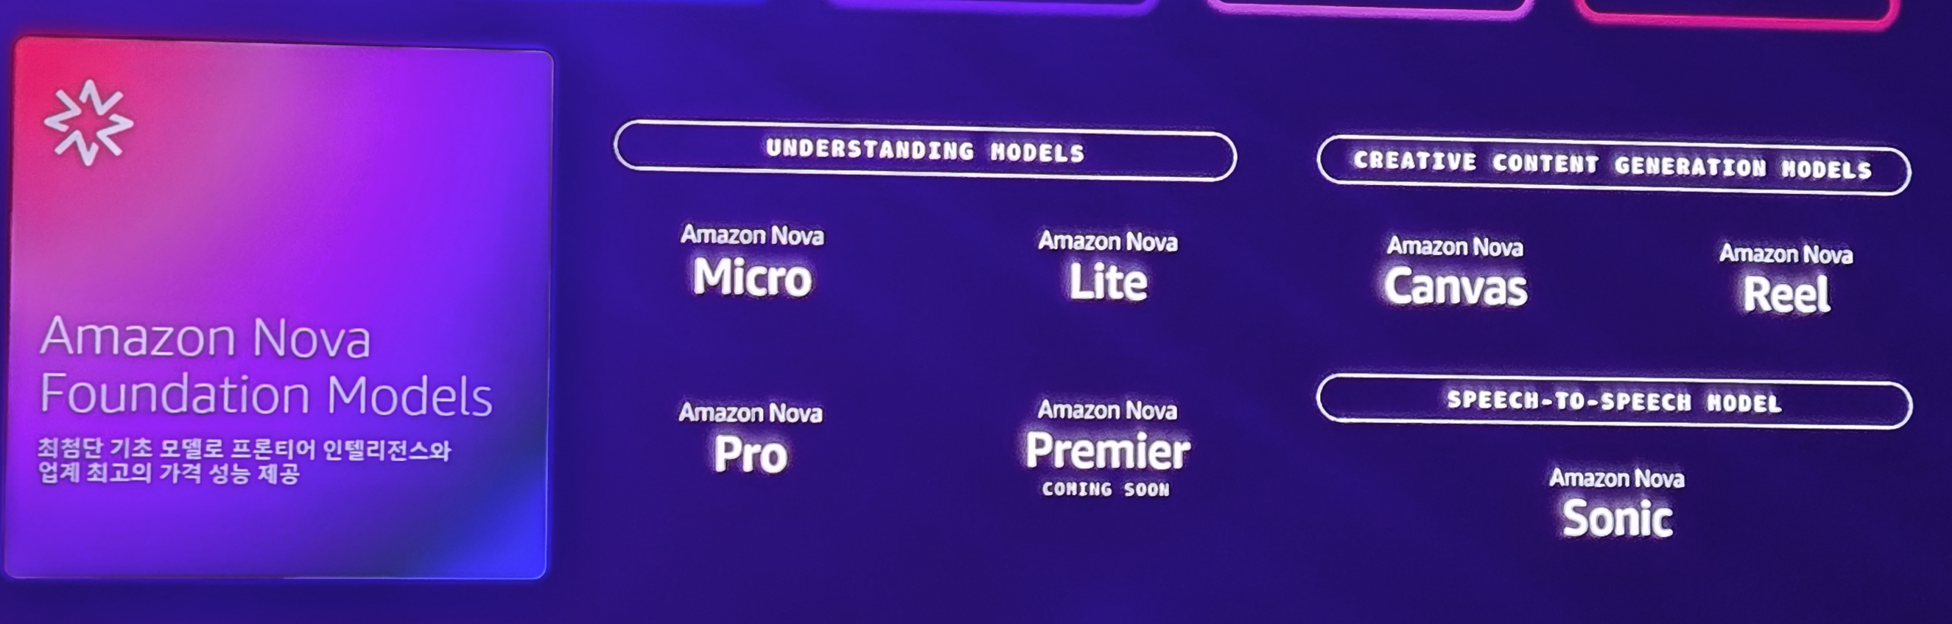 Amazon Nova
Foundation Models
최첨단 기초 모델로 프론티어 인텔리전스와
업계 최고의 가격 성능 제공
UNDERSTANDING MODELS
Amazon Nova
Micro
Amazon Nova
Lite
Amazon Nova
Pro
Amazon Nova
Premier
COMING SOON
CREATIVE CONTENT GENERATION MODELS
Amazon Nova
Canvas
Amazon Nova
Reel
SPEECH-TO-SPEECH MODEL
Amazon Nova
Sonic